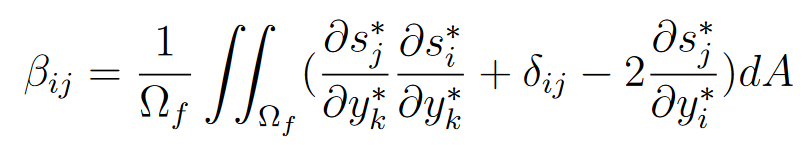 $\beta_{ij} = \frac{1}{\Omega_f} \iint_{\Omega_f} (\frac{\partial s_j^*}{\partial y_k^*} \frac{\partial s_i^*}{\partial y_k^*} + \delta_{ij} - 2 \frac{\partial s_j^*}{\partial y_i^*}) dA$